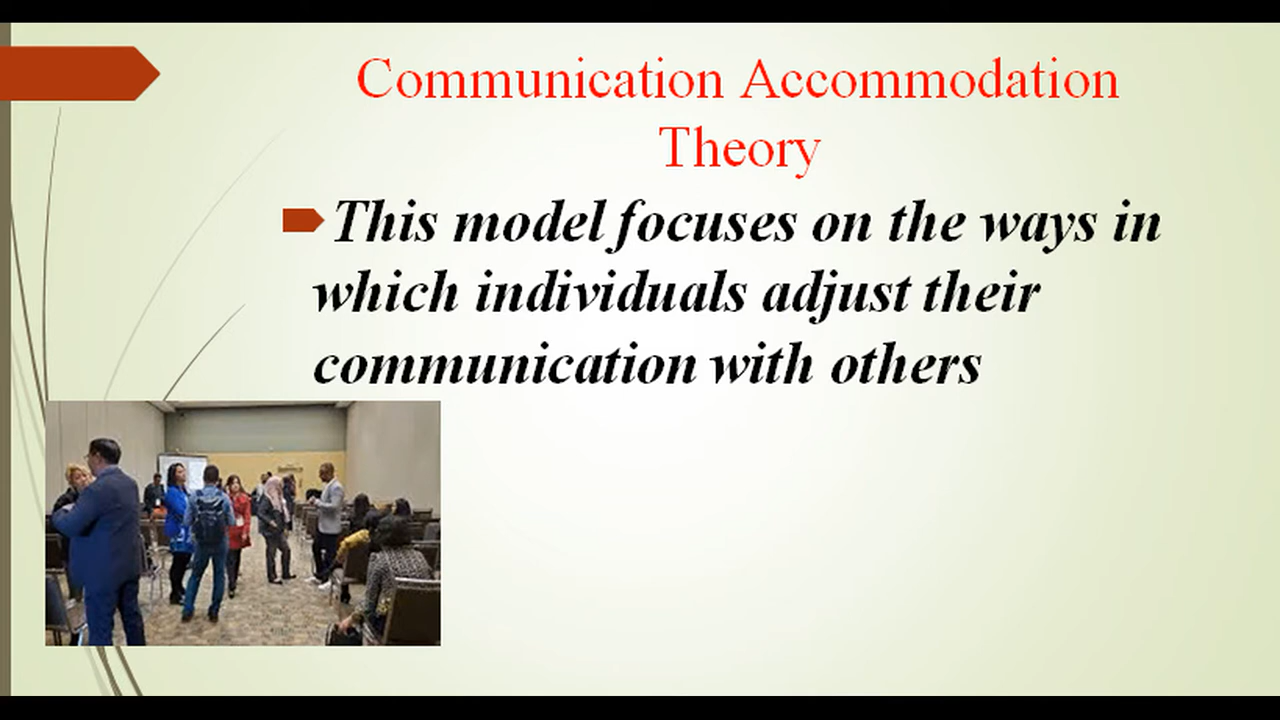 Communication Accommodation
Theory
This model focuses on the ways in
which individuals adjust their
communication with others